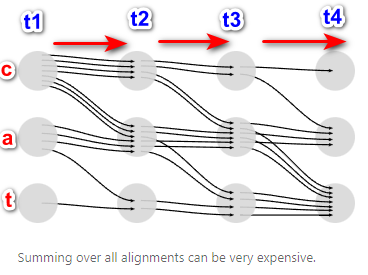 t1 t2 t3 t4
c
a
t
Summing over all alignments can be very expensive.